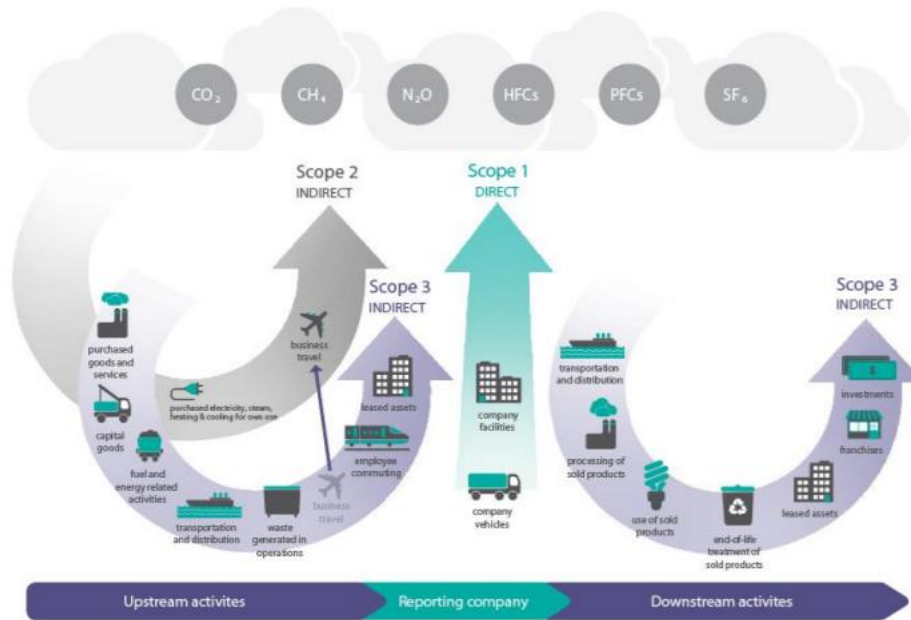 CO₂
CH₄
N₂O
HFCs
PFCs
SF₆
Scope 2
INDIRECT
Scope 1
DIRECT
Scope 3
INDIRECT
Scope 3
INDIRECT
purchased
goods and
services
capital
goods
fuel and
energy related
activities
purchased electricity, steam,
heating & cooling for own use
transportation
and distribution
waste
generated in
operations
business
travel
business
travel
employee
commuting
leased assets
company
facilities
company
vehicles
transportation
and distribution
processing of
sold products
use of sold
products
end-of-life
treatment of
sold products
leased assets
franchises
investments
$
Upstream activites
Reporting company
Downstream activites